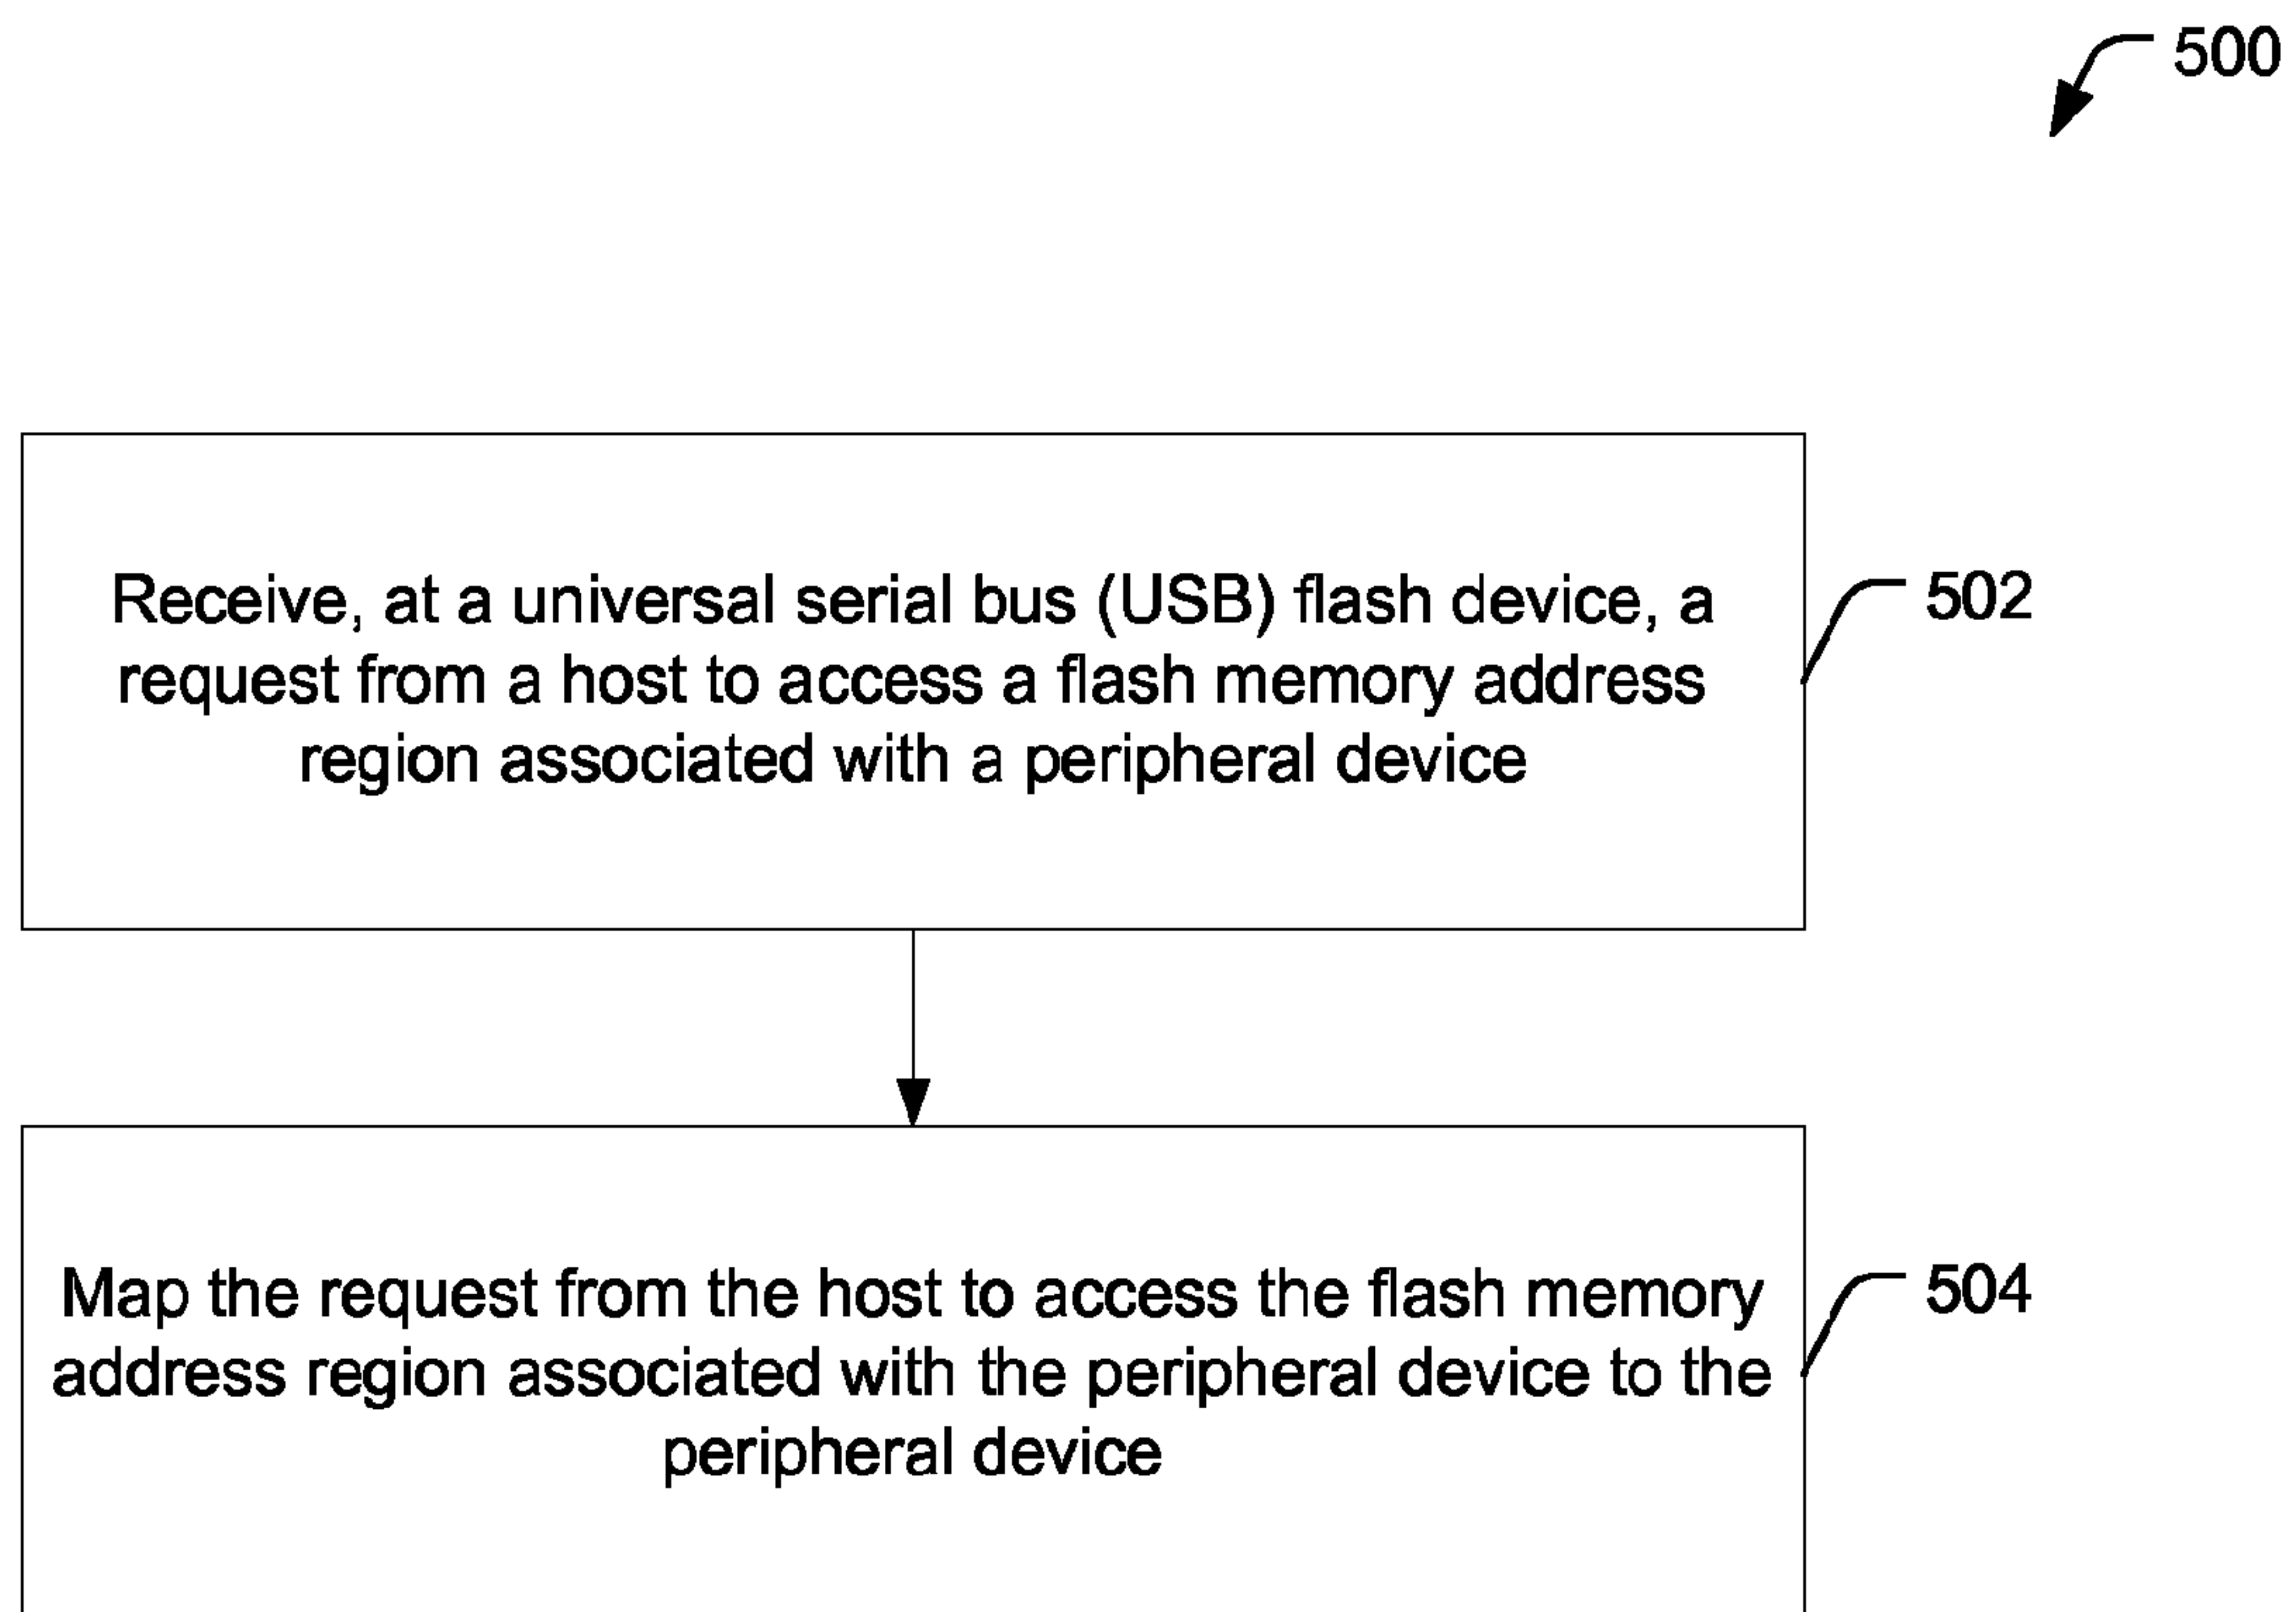 500
Receive, at a universal serial bus (USB) flash device, a
request from a host to access a flash memory address
region associated with a peripheral device
502
Map the request from the host to access the flash memory
address region associated with the peripheral device to the
peripheral device
504